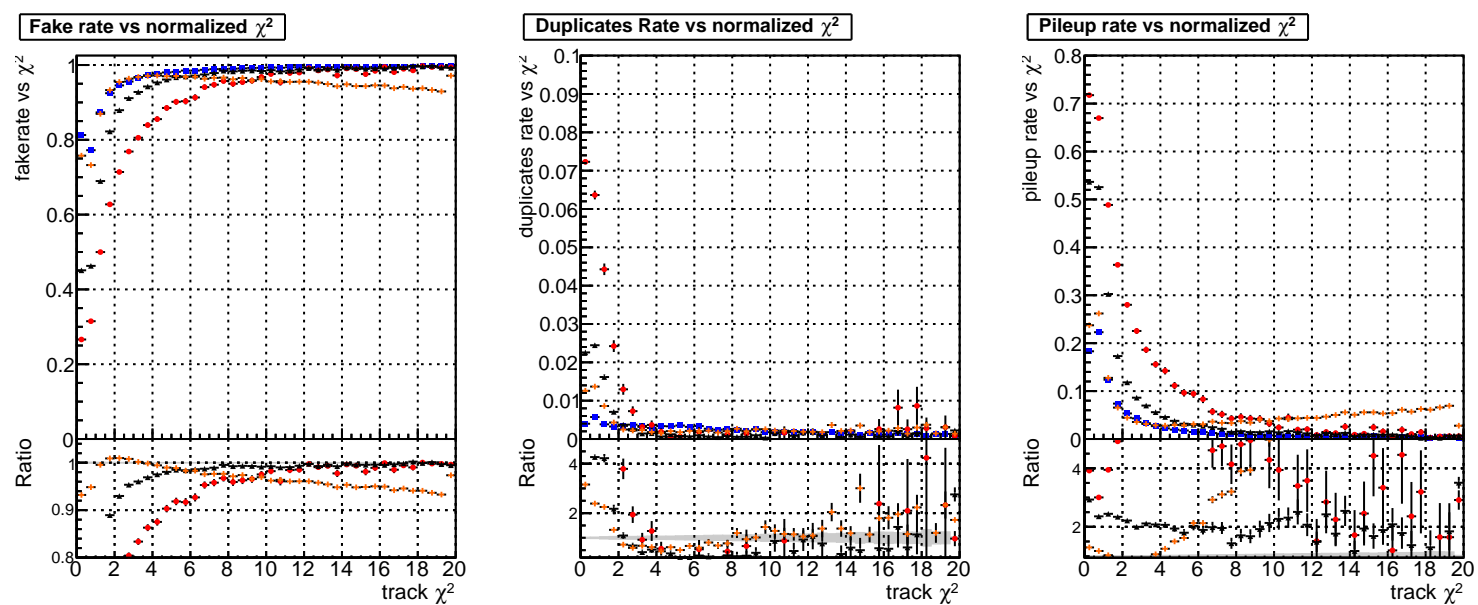 Fake rate vs normalized χ²
fakerate vs χ²
1
0.8
0.6
0.4
0.2
0
Ratio
1
0.9
0.8
0 2 4 6 8 10 12 14 16 18 20
track χ²
Duplicates Rate vs normalized χ²
duplicates rate vs χ²
0.1
0.09
0.08
0.07
0.06
0.05
0.04
0.03
0.02
0.01
0
Ratio
4
2
0 2 4 6 8 10 12 14 16 18 20
track χ²
Pileup rate vs normalized χ²
pileup rate vs χ²
0.8
0.7
0.6
0.5
0.4
0.3
0.2
0.1
0
Ratio
4
2
0 2 4 6 8 10 12 14 16 18 20
track χ²